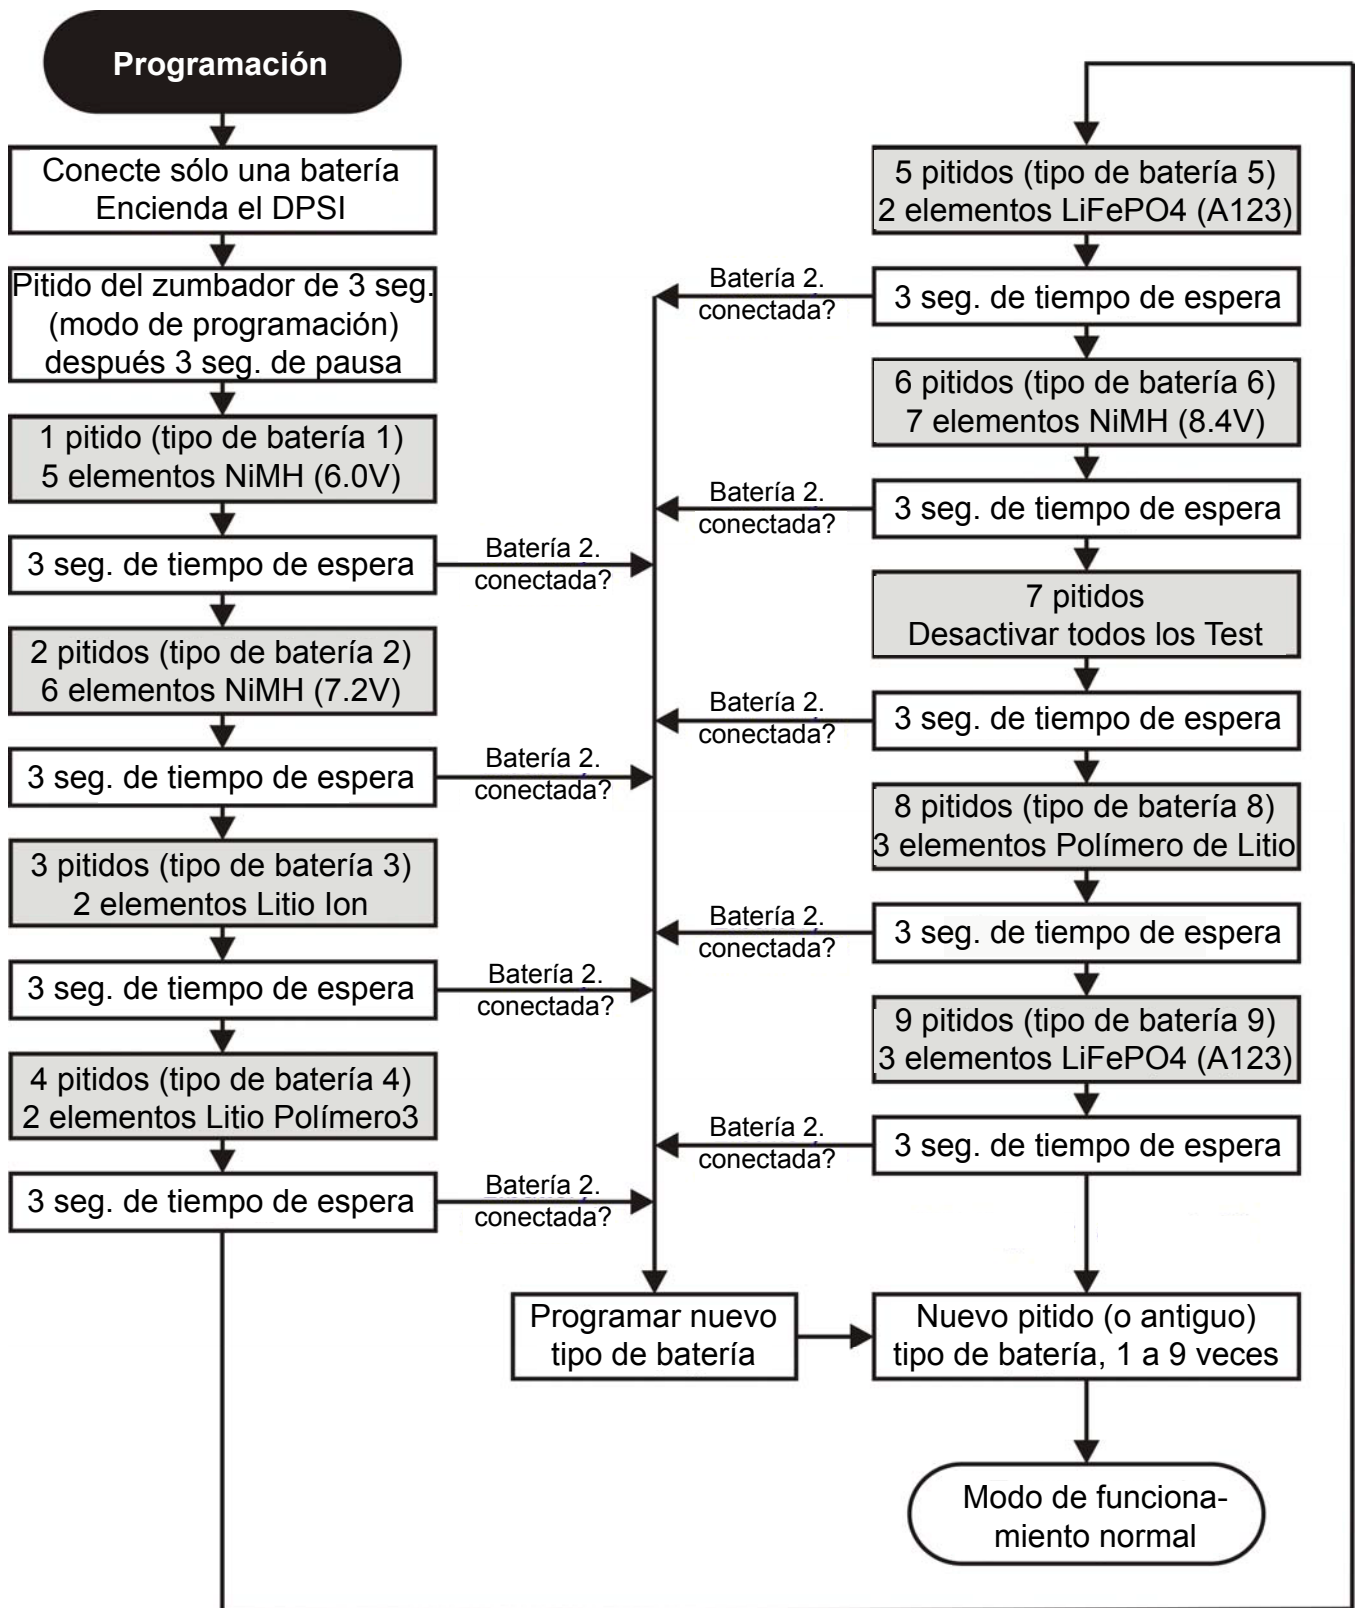 Programación
Conecte sólo una batería
Encienda el DPSI
Pitido del zumbador de 3 seg.
(modo de programación)
después 3 seg. de pausa
1 pitido (tipo de batería 1)
5 elementos NiMH (6.0V)
3 seg. de tiempo de espera
Batería 2.
conectada?
2 pitidos (tipo de batería 2)
6 elementos NiMH (7.2V)
3 seg. de tiempo de espera
Batería 2.
conectada?
3 pitidos (tipo de batería 3)
2 elementos Litio Ion
3 seg. de tiempo de espera
Batería 2.
conectada?
4 pitidos (tipo de batería 4)
2 elementos Litio Polímero3
3 seg. de tiempo de espera
Batería 2.
conectada?
5 pitidos (tipo de batería 5)
2 elementos LiFePO4 (A123)
Batería 2.
conectada?
3 seg. de tiempo de espera
6 pitidos (tipo de batería 6)
7 elementos NiMH (8.4V)
Batería 2.
conectada?
3 seg. de tiempo de espera
7 pitidos
Desactivar todos los Test
Batería 2.
conectada?
3 seg. de tiempo de espera
8 pitidos (tipo de batería 8)
3 elementos Polímero de Litio
Batería 2.
conectada?
3 seg. de tiempo de espera
9 pitidos (tipo de batería 9)
3 elementos LiFePO4 (A123)
Batería 2.
conectada?
3 seg. de tiempo de espera
Programar nuevo
tipo de batería
Nuevo pitido (o antiguo)
tipo de batería, 1 a 9 veces
Modo de funciona-
miento normal